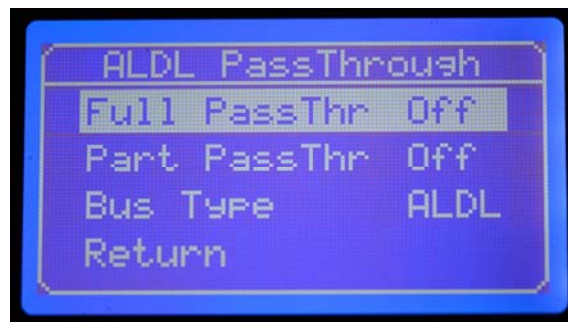 ALDL PassThrough
Full PassThr Off
Part PassThr Off
Bus Type ALDL
Return